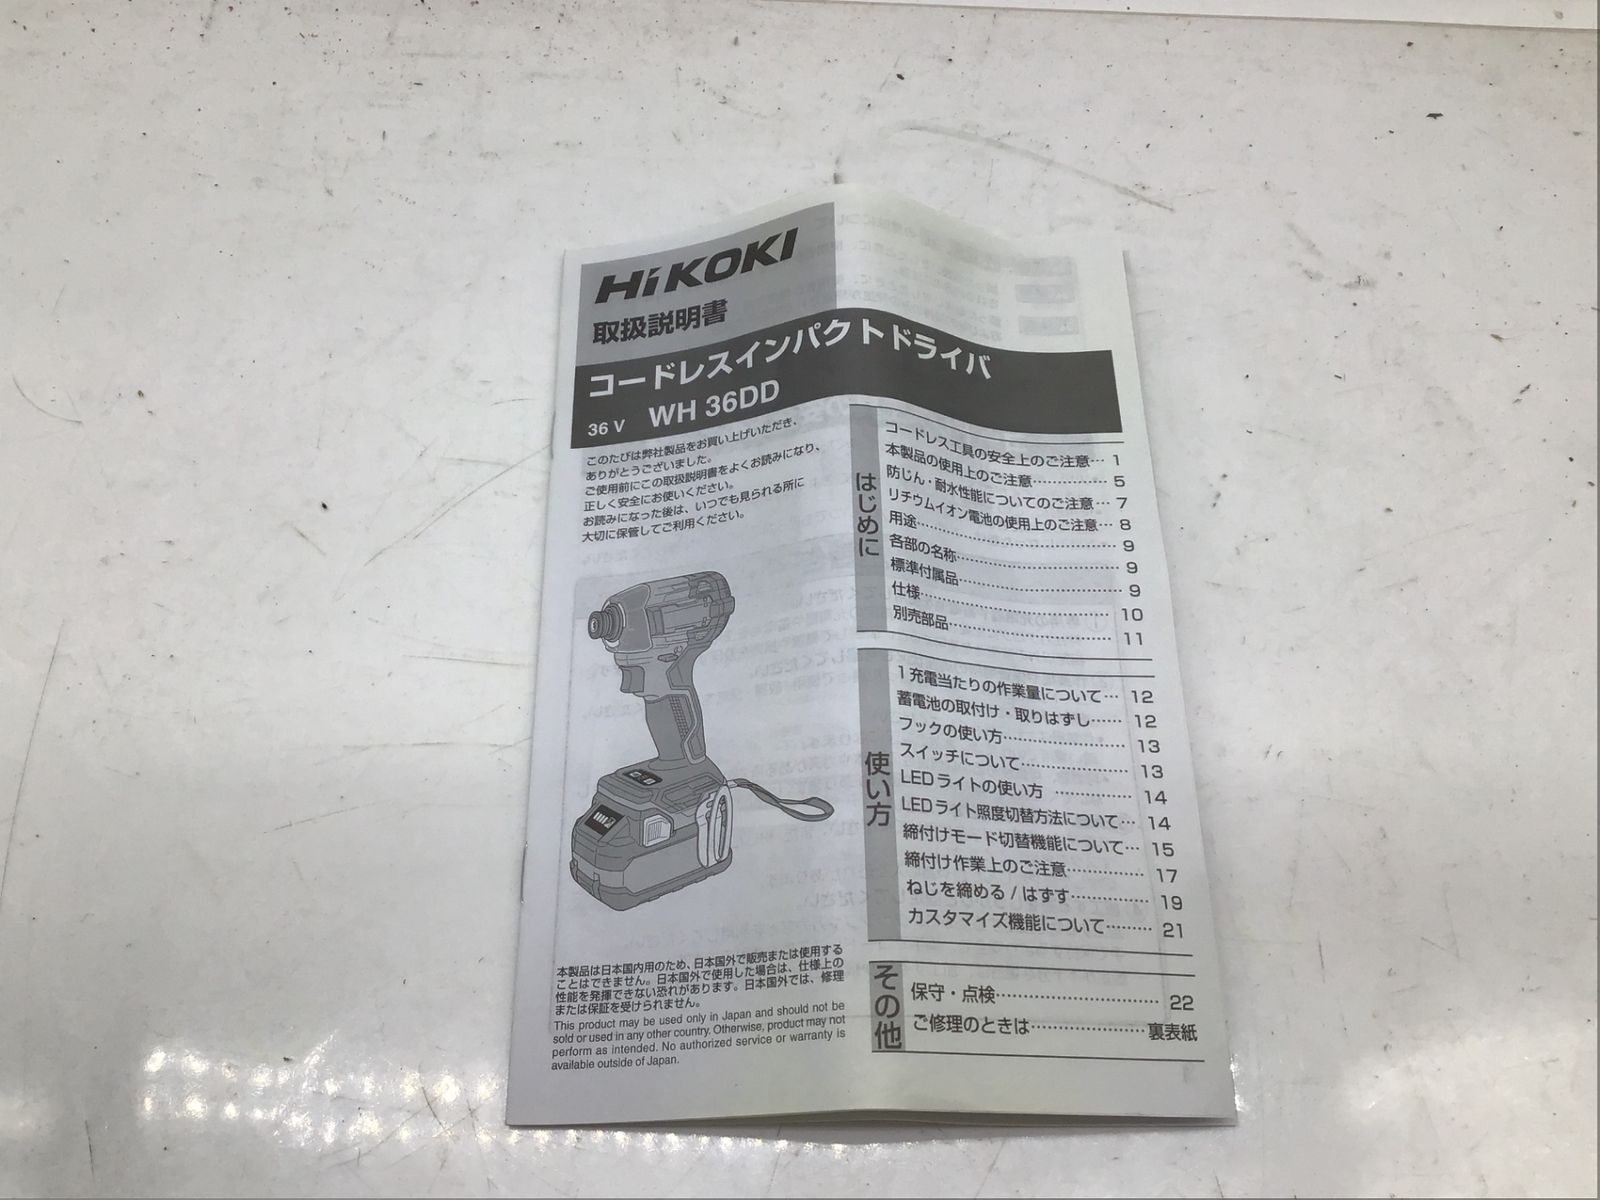 HiKOKI
取扱説明書
コードレスインパクトドライバ
36 V WH 36DD
このたびは弊社製品をお買い上げいただき、
ありがとうございました。
ご使用前にこの取扱説明書をよくお読みになり、
正しく安全にお使いください。
お読みになった後は、いつでも見られる所に
大切に保管してご利用ください。
本製品は日本国内用のため、日本国外で販売または使用する
ことはできません。日本国外で使用した場合は、仕様上の
性能を発揮できない恐れがあります。日本国外では、修理
または保証を受けられません。
This product may be used only in Japan and should not be
sold or used in any other country. Otherwise, product may not
perform as intended. No authorized service or warranty is
available outside of Japan.
はじめに
コードレス工具の安全上のご注意… 1
本製品の使用上のご注意………… 5
防じん・耐水性能についてのご注意… 7
リチウムイオン電池の使用上のご注意… 8
用途………………………… 9
各部の名称…………………… 9
標準付属品…………………… 9
仕様………………………… 10
別売部品……………………… 11
使い方
1充電当たりの作業量について… 12
蓄電池の取付け・取りはずし…… 12
フックの使い方……………… 13
スイッチについて…………… 13
LEDライトの使い方 ………… 14
LEDライト照度切替方法について… 14
締付けモード切替機能について… 15
締付け作業上のご注意………… 17
ねじを締める / はずす………… 19
カスタマイズ機能について……… 21
その他
保守・点検…………………… 22
ご修理のときは……………… 裏表紙